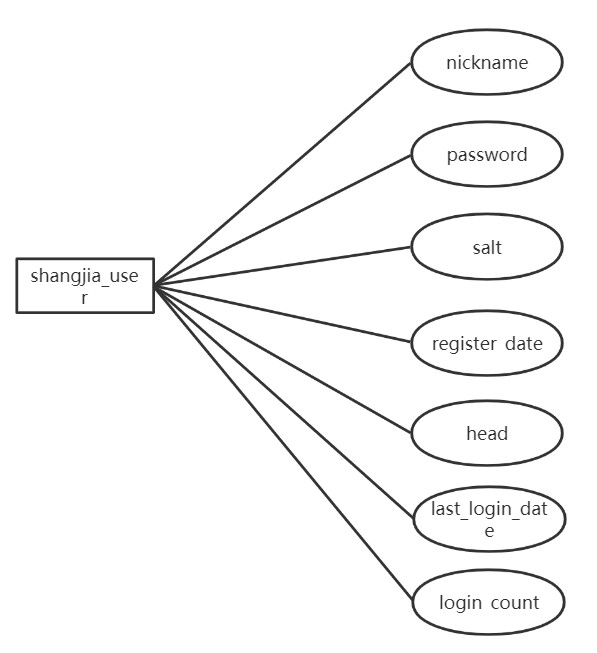 nickname
password
shangjia_use
r
salt
register date
head
last_login_dat
e
login count